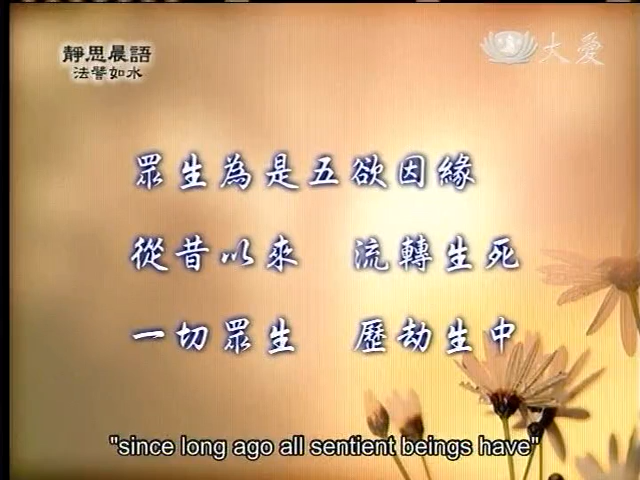 靜思晨語
法譬如水
大愛
眾生為是五欲因緣
從昔以來 流轉生死
一切眾生 歷劫生中
"since long ago all sentient beings have"